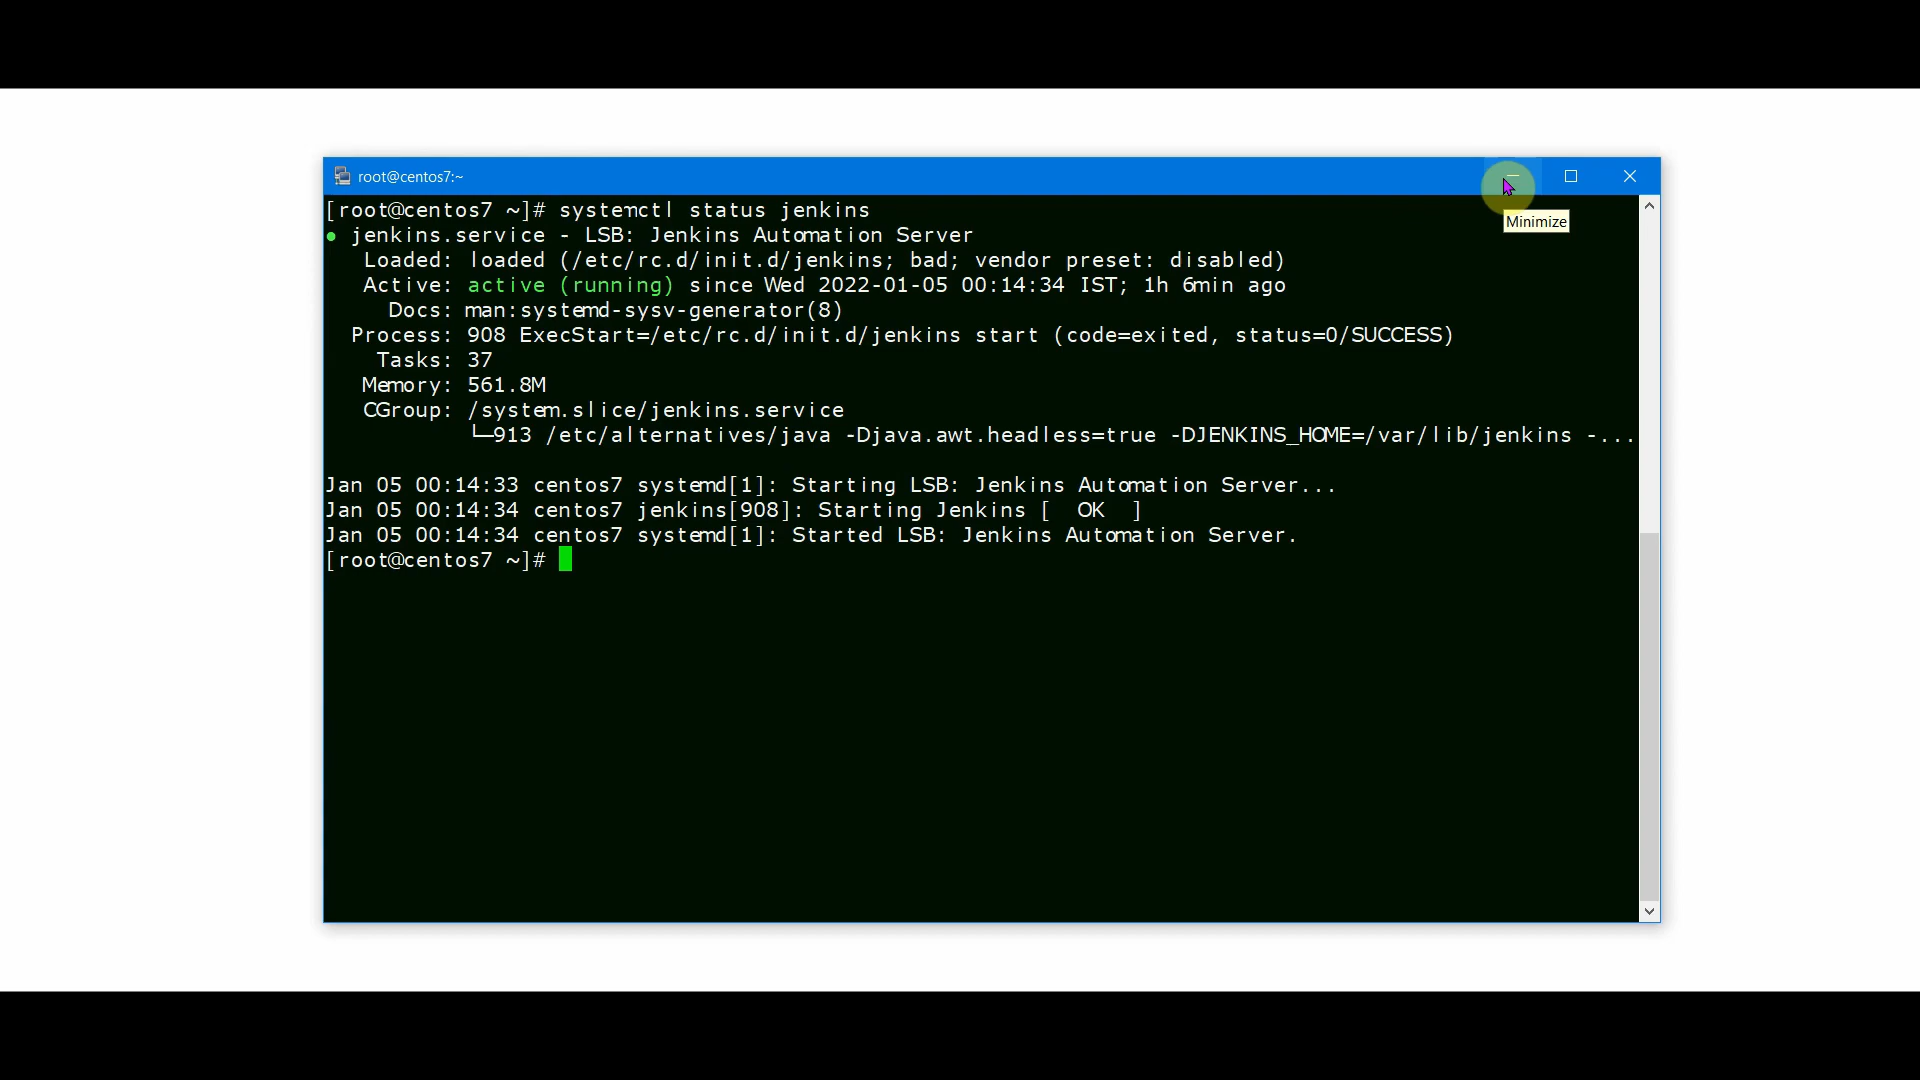 root@centos7:~
[root@centos7 ~]# systemctl status jenkins
Minimize
● jenkins.service - LSB: Jenkins Automation Server
Loaded: loaded (/etc/rc.d/init.d/jenkins; bad; vendor preset: disabled)
Active: active (running) since Wed 2022-01-05 00:14:34 IST; 1h 6min ago
Docs: man:systemd-sysv-generator(8)
Process: 908 ExecStart=/etc/rc.d/init.d/jenkins start (code=exited, status=0/SUCCESS)
Tasks: 37
Memory: 561.8M
CGroup: /system.slice/jenkins.service
└─913 /etc/alternatives/java -Djava.awt.headless=true -DJENKINS_HOME=/var/lib/jenkins -...
Jan 05 00:14:33 centos7 systemd[1]: Starting LSB: Jenkins Automation Server...
Jan 05 00:14:34 centos7 jenkins[908]: Starting Jenkins [  OK  ]
Jan 05 00:14:34 centos7 systemd[1]: Started LSB: Jenkins Automation Server.
[root@centos7 ~]#